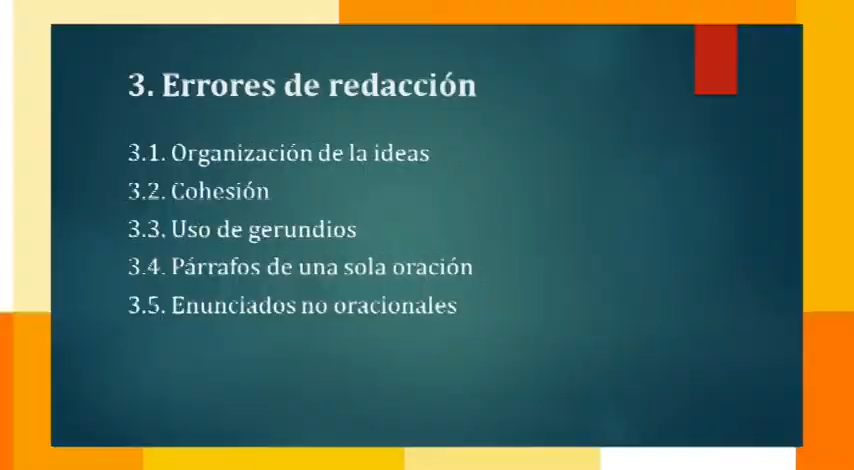 3. Errores de redacción
3.1. Organización de la ideas
3.2. Cohesión
3.3. Uso de gerundios
3.4. Párrafos de una sola oración
3.5. Enunciados no oracionales